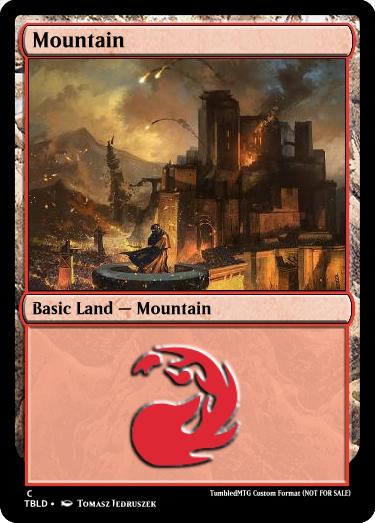 Mountain
Basic Land — Mountain
C
TBLD • Tomasz Jedruszek
TumbledMTG Custom Format (NOT FOR SALE)